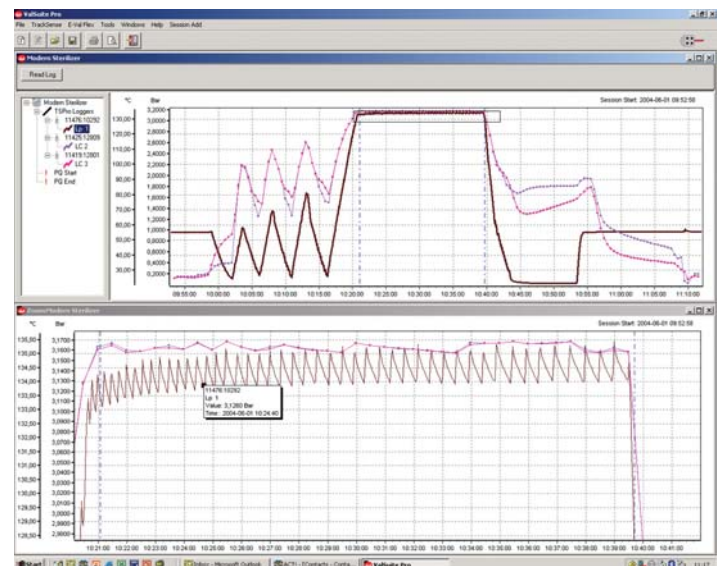 ValSuite Pro
File TrackSense E-Val Flex Tools Windows Help Session Add
Modern Sterilizer
Read Log
Modern Sterilizer
TSPro Loggers
11476:10292
Lp 1
11425:12809
LC 2
11419:12801
LC 3
PQ Start
PQ End
°C Bar Session Start: 2004-06-01 09:52:58
3,2000
130,00 3,0000
2,8000
120,00 2,6000
2,4000
110,00 2,2000
100,00 2,0000
1,8000
90,00 1,6000
80,00 1,4000
70,00 1,2000
60,00 1,0000
0,8000
50,00 0,6000
40,00 0,4000
30,00 0,2000
09:55:00 10:00:00 10:05:00 10:10:00 10:15:00 10:20:00 10:25:00 10:30:00 10:35:00 10:40:00 10:45:00 10:50:00 10:55:00 11:00:00 11:05:00 11:10:00
Zoom/Modern Sterilizer
°C Bar Session Start: 2004-06-01 09:52:58
135,50 3,1700
135,00 3,1600
134,50 3,1500
3,1400
134,00 3,1300
133,50 3,1200
133,00 3,1100
3,1000
132,50 3,0900
132,00 3,0800
131,50 3,0700
3,0600
131,00 3,0500
130,50 3,0400
130,00 3,0300
129,50 3,0200
3,0100
129,00 3,0000
128,50 2,9900
2,9800
11476:10292
Lp 1
Value: 3,1260 Bar
Time: 2004-06-01 10:24:40
10:21:00 10:22:00 10:23:00 10:24:00 10:25:00 10:26:00 10:27:00 10:28:00 10:29:00 10:30:00 10:31:00 10:32:00 10:33:00 10:34:00 10:35:00 10:36:00 10:37:00 10:38:00 10:39:00 10:40:00 10:41:00
Start Inbox - Microsoft Outlook ACT! - [Contacts - Conta... ValSuite Pro 11:17